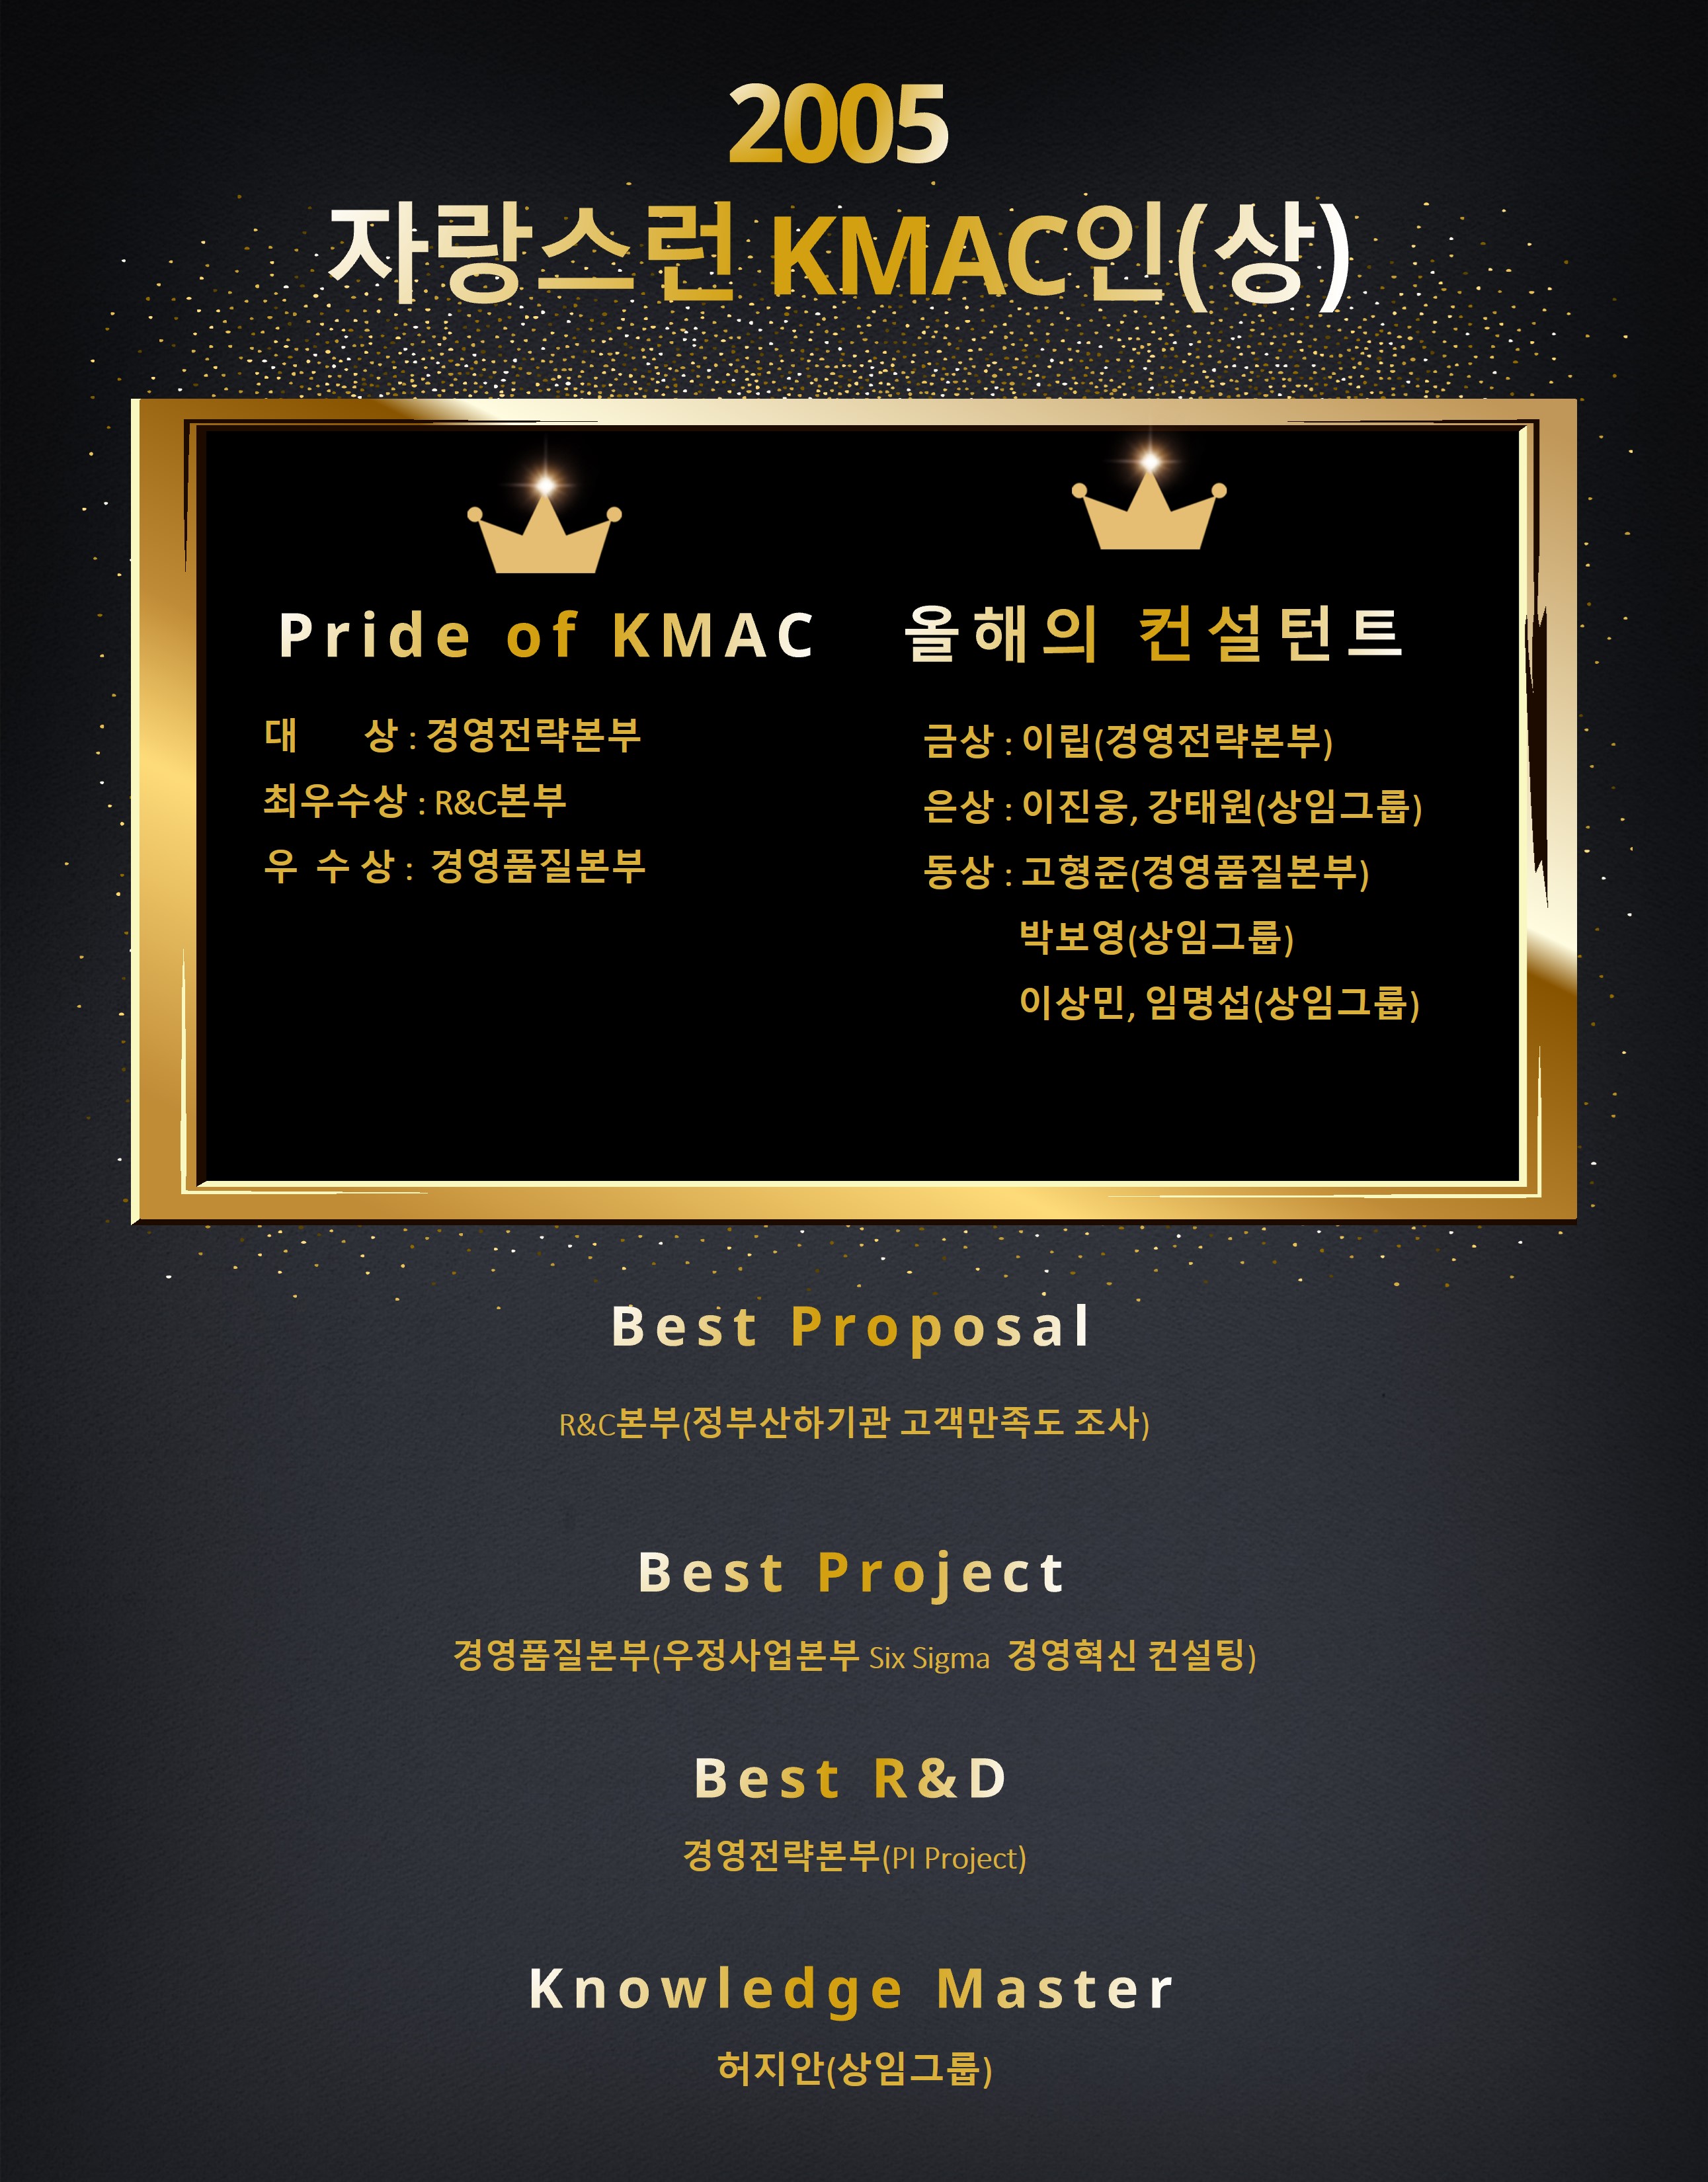 2005
자랑스런 KMAC인(상)
Pride of KMAC
대 상 : 경영전략본부
최우수상 : R&C본부
우 수 상 : 경영품질본부
올해의 컨설턴트
금상 : 이립(경영전략본부)
은상 : 이진웅, 강태원(상임그룹)
동상 : 고형준(경영품질본부)
박보영(상임그룹)
이상민, 임명섭(상임그룹)
Best Proposal
R&C본부(정부산하기관 고객만족도 조사)
Best Project
경영품질본부(우정사업본부 Six Sigma 경영혁신 컨설팅)
Best R&D
경영전략본부(PI Project)
Knowledge Master
허지안(상임그룹)